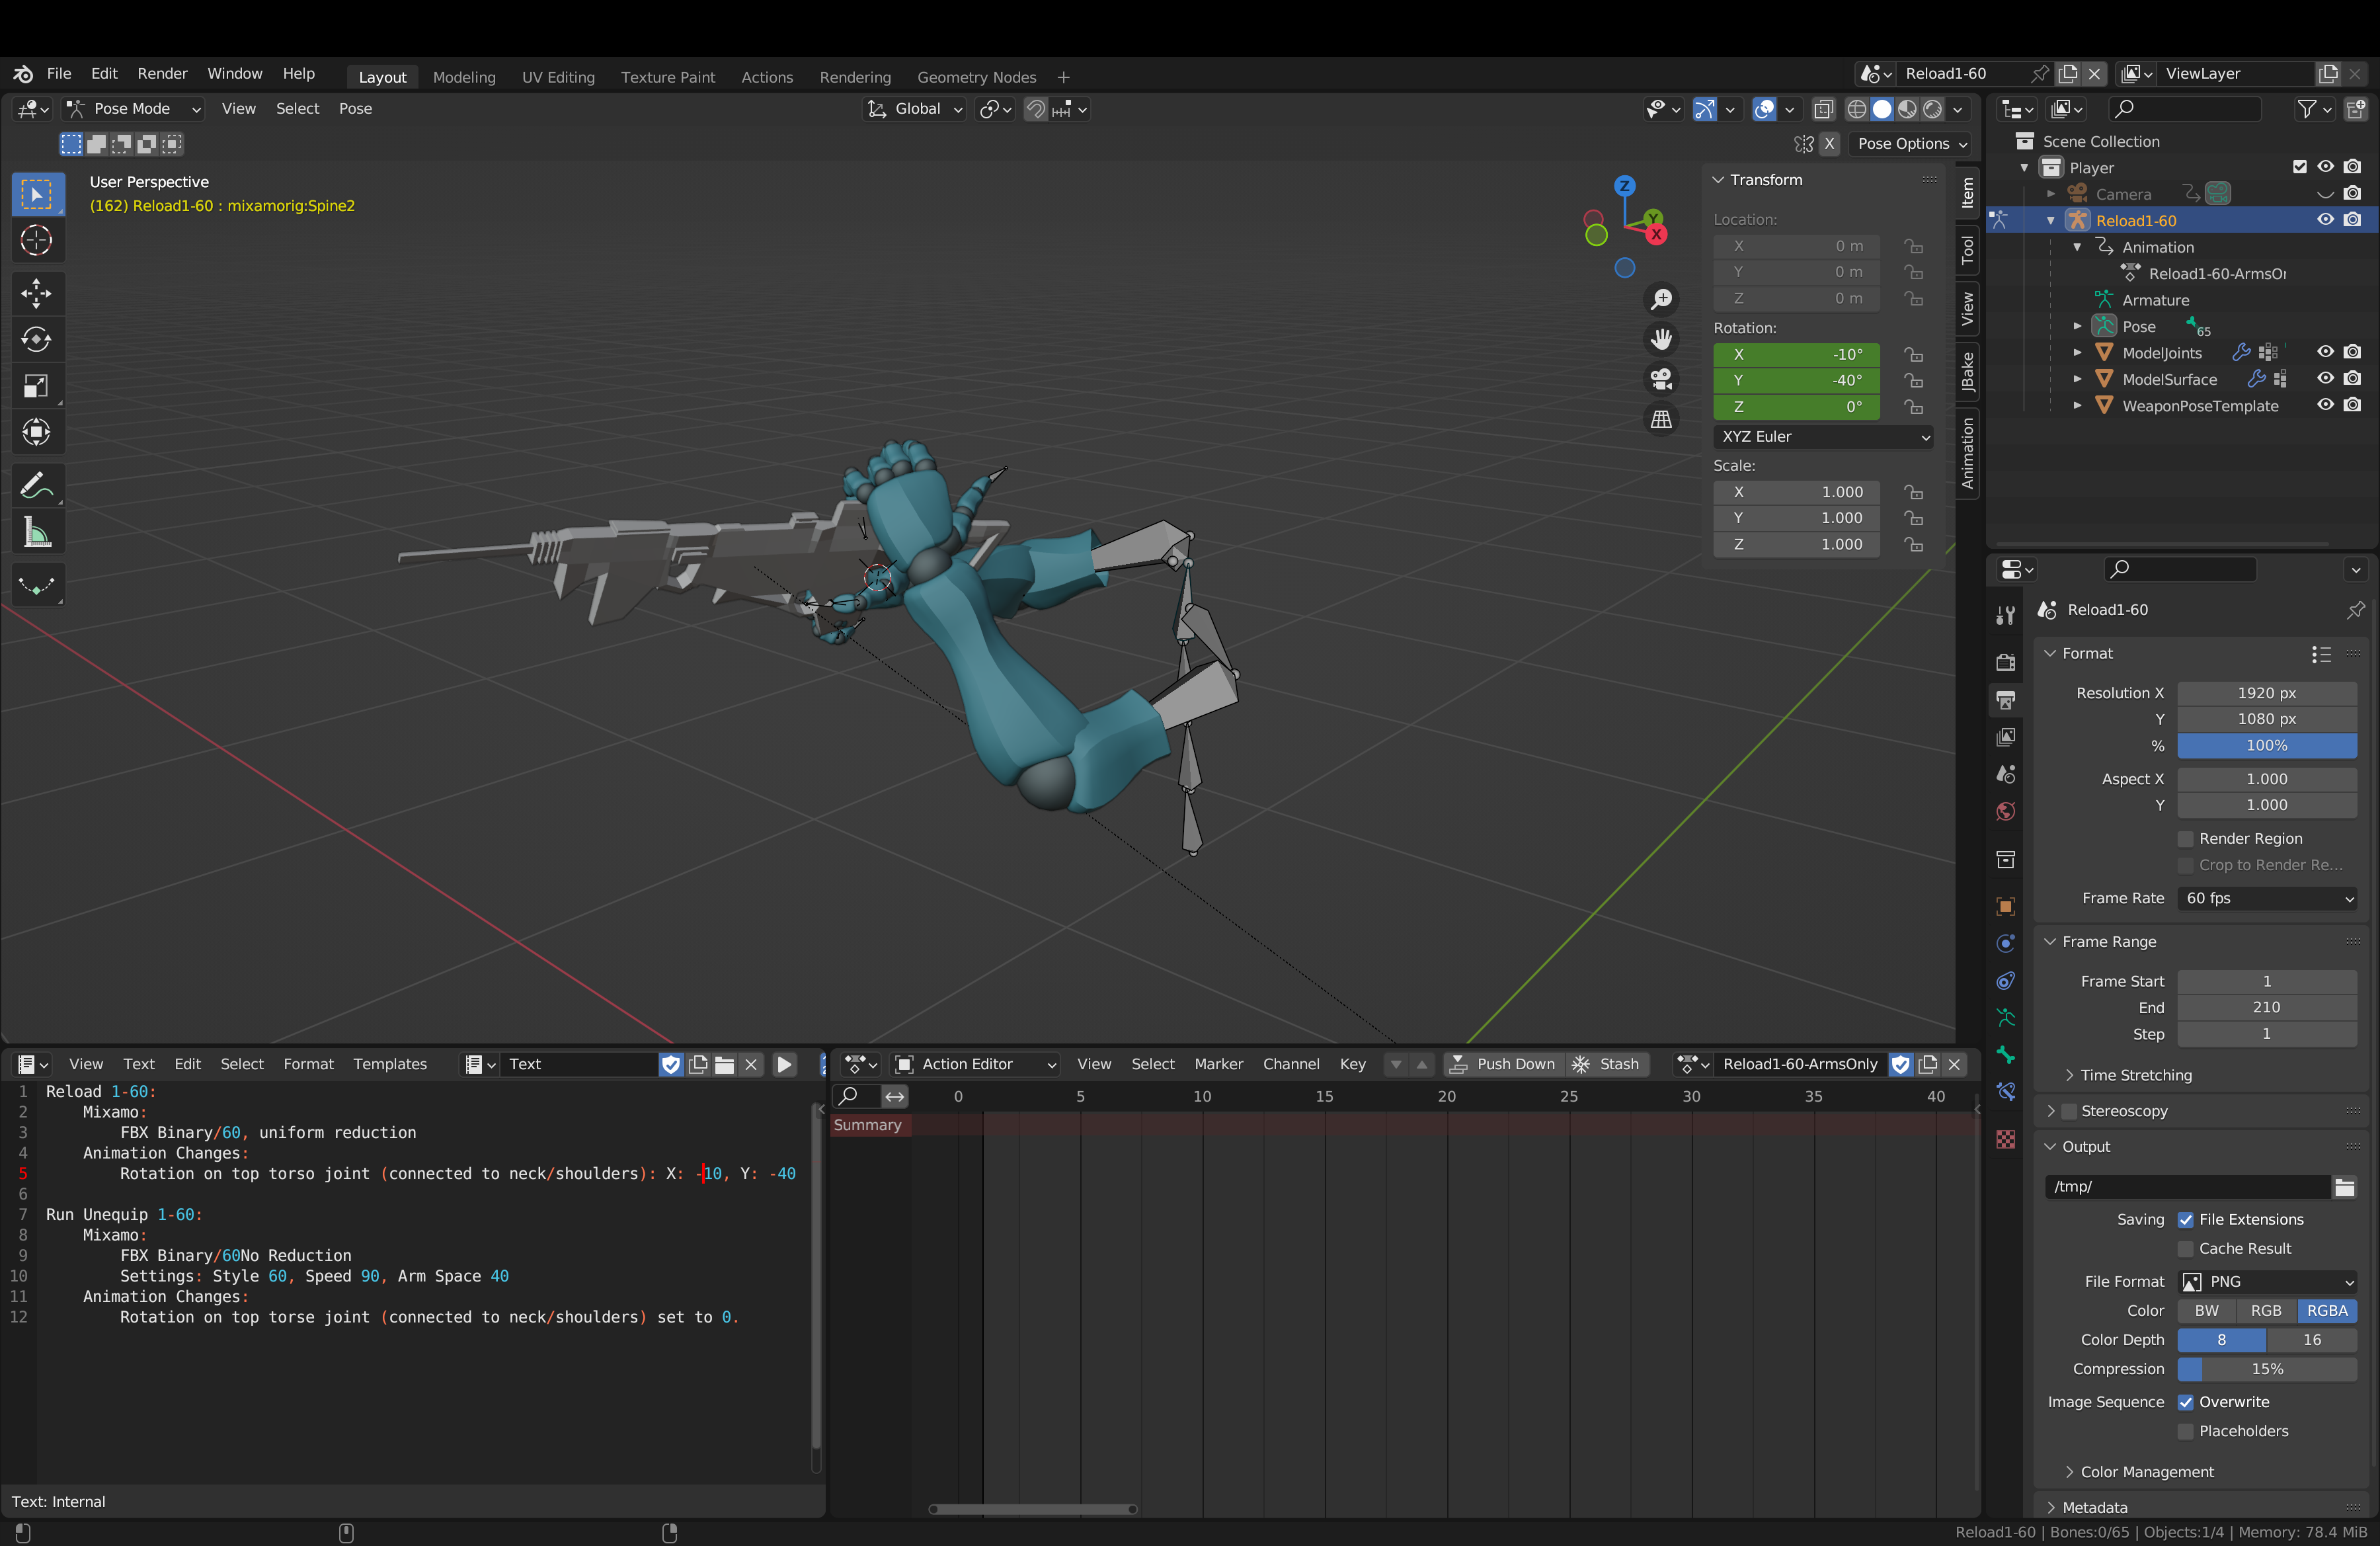 File Edit Render Window Help Layout Modeling UV Editing Texture Paint Actions Rendering Geometry Nodes + Reload1-60 ViewLayer
Pose Mode View Select Pose Global
X Pose Options
User Perspective
(162) Reload1-60 : mixamorig:Spine2
Z
Y
X
Transform
Location:
X 0 m
Y 0 m
Z 0 m
Rotation:
X -10°
Y -40°
Z 0°
XYZ Euler
Scale:
X 1.000
Y 1.000
Z 1.000
Item
Tool
View
JBake
Animation
Scene Collection
Player
Camera
Reload1-60
Animation
Reload1-60-ArmsOr
Armature
Pose 65
ModelJoints
ModelSurface
WeaponPoseTemplate
Reload1-60
Format
Resolution X 1920 px
Y 1080 px
% 100%
Aspect X 1.000
Y 1.000
Render Region
Crop to Render Re...
Frame Rate 60 fps
Frame Range
Frame Start 1
End 210
Step 1
Time Stretching
Stereoscopy
Output
/tmp/
Saving File Extensions
Cache Result
File Format PNG
Color BW RGB RGBA
Color Depth 8 16
Compression 15%
Image Sequence Overwrite
Placeholders
Color Management
Metadata
View Text Edit Select Format Templates Text
1 Reload 1-60:
2 Mixamo:
3 FBX Binary/60, uniform reduction
4 Animation Changes:
5 Rotation on top torso joint (connected to neck/shoulders): X: -10, Y: -40
6
7 Run Unequip 1-60:
8 Mixamo:
9 FBX Binary/60No Reduction
10 Settings: Style 60, Speed 90, Arm Space 40
11 Animation Changes:
12 Rotation on top torse joint (connected to neck/shoulders) set to 0.
Text: Internal
Action Editor View Select Marker Channel Key Push Down Stash Reload1-60-ArmsOnly
0 5 10 15 20 25 30 35 40
Summary
Reload1-60 | Bones:0/65 | Objects:1/4 | Memory: 78.4 MiB